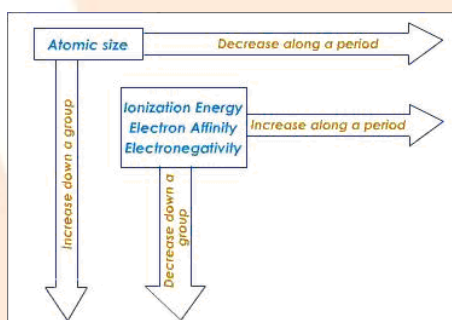 Atomic size
Decrease along a period
Increase down a group
Ionization Energy
Electron Affinity
Electronegativity
Increase along a period
Decrease down a
group